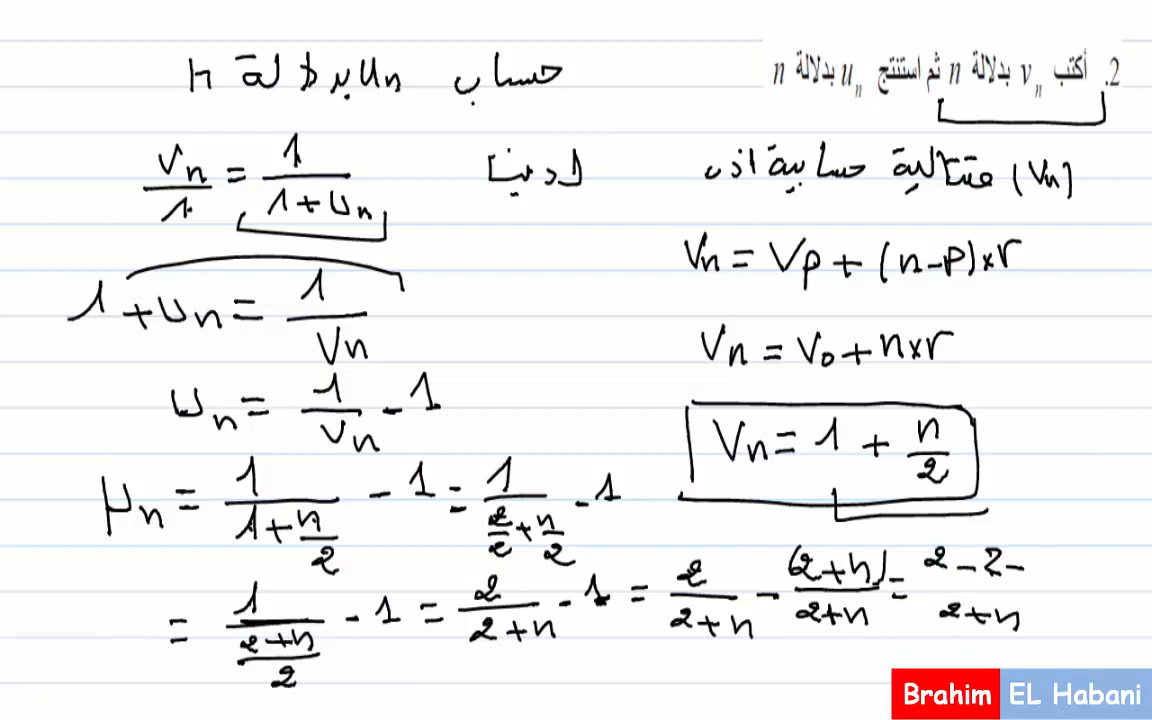 2. أكتب vₙ بدلالة n ثم استنتج uₙ بدلالة n
(Vn) متتالية حسابية اذن
Vn = Vp + (n-p)×r
Vn = V0 + n×r
Vn = 1 + n/2
حساب Un بدلالة n
لدينا Vn/1 = 1/(1+Un)
1+Un = 1/Vn
Un = 1/Vn - 1
Un = 1/(1+n/2) - 1 = 1/(2/2+n/2) - 1
= 1/((2+n)/2) - 1 = 2/(2+n) - 1 = 2/(2+n) - (2+n)/(2+n) = (2-2-)/(2+n)
Brahim EL Habani